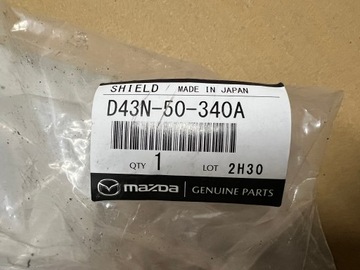 SHIELD/ MADE IN JAPAN
D43N-50-340A
QTY 1 LOT 2H30
mazda GENUINE PARTS